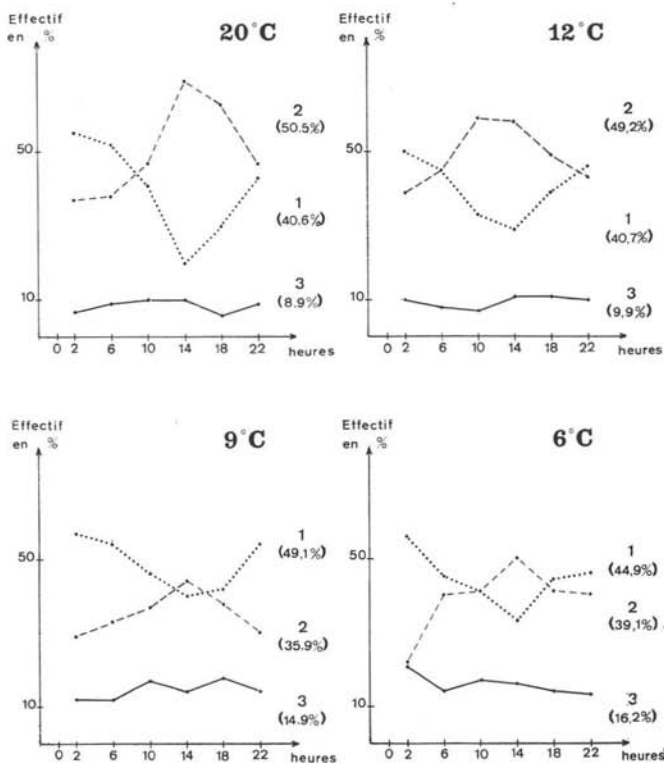 Effectif
en %
20°C
50
10
2
(50.5%)
1
(40.6%)
3
(8.9%)
0 2 6 10 14 18 22 heures
Effectif
en %
12°C
50
10
2
(49,2%)
1
(40,7%)
3
(9,9%)
0 2 6 10 14 18 22 heures
Effectif
en %
9°C
50
10
1
(49,1%)
2
(35.9%)
3
(14.9%)
0 2 6 10 14 18 22 heures
Effectif
en %
6°C
50
10
1
(44,9%)
2
(39,1%)
3
(16,2%)
0 2 6 10 14 18 22 heures